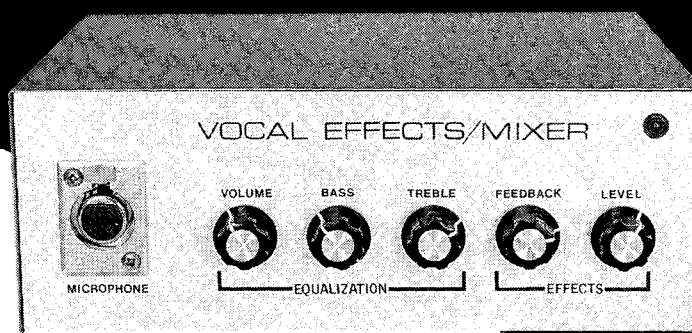 VOCAL EFFECTS/MIXER
VOLUME BASS TREBLE FEEDBACK LEVEL
MICROPHONE
EQUALIZATION EFFECTS